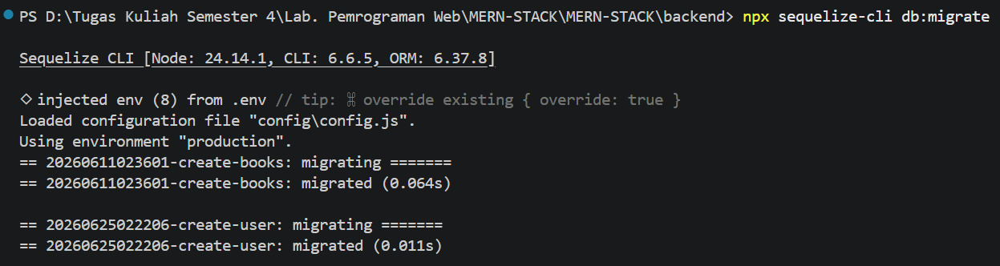 PS D:\Tugas Kuliah Semester 4\Lab. Pemrograman Web\MERN-STACK\MERN-STACK\backend> npx sequelize-cli db:migrate
Sequelize CLI [Node: 24.14.1, CLI: 6.6.5, ORM: 6.37.8]
◇ injected env (8) from .env // tip: ⌘ override existing { override: true }
Loaded configuration file "config\config.js".
Using environment "production".
== 20260611023601-create-books: migrating =======
== 20260611023601-create-books: migrated (0.064s)
== 20260625022206-create-user: migrating =======
== 20260625022206-create-user: migrated (0.011s)